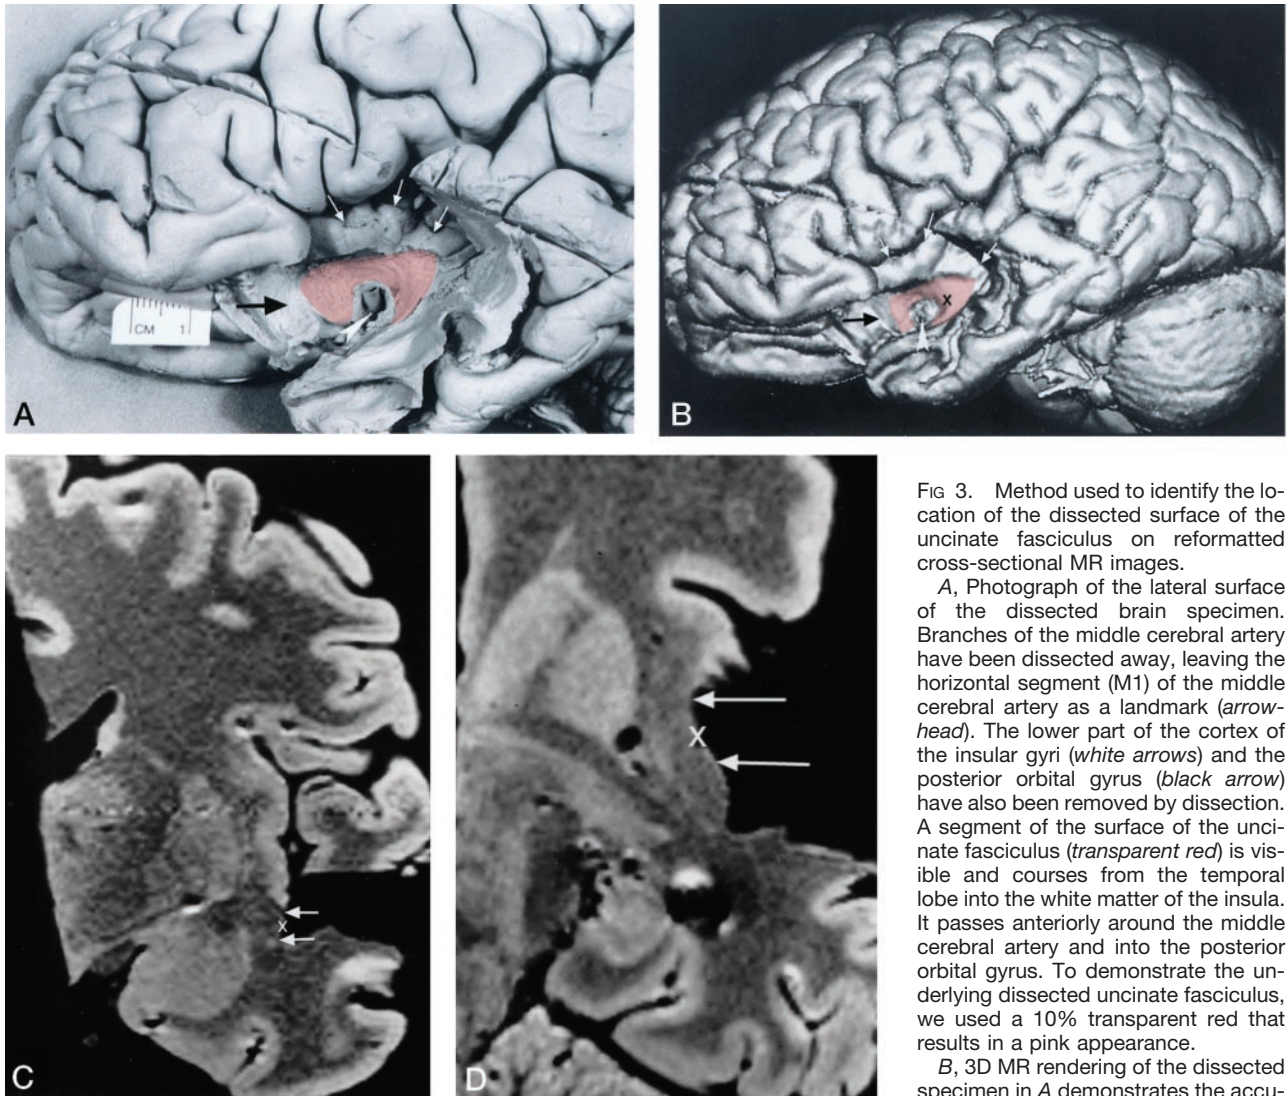 A
CM 1
B
X
C
X
D
X
FIG 3. Method used to identify the lo-
cation of the dissected surface of the
uncinate fasciculus on reformatted
cross-sectional MR images.
A, Photograph of the lateral surface
of the dissected brain specimen.
Branches of the middle cerebral artery
have been dissected away, leaving the
horizontal segment (M1) of the middle
cerebral artery as a landmark (arrow-
head). The lower part of the cortex of
the insular gyri (white arrows) and the
posterior orbital gyrus (black arrow)
have also been removed by dissection.
A segment of the surface of the unci-
nate fasciculus (transparent red) is vis-
ible and courses from the temporal
lobe into the white matter of the insula.
It passes anteriorly around the middle
cerebral artery and into the posterior
orbital gyrus. To demonstrate the un-
derlying dissected uncinate fasciculus,
we used a 10% transparent red that
results in a pink appearance.
B, 3D MR rendering of the dissected
specimen in A demonstrates the accu-